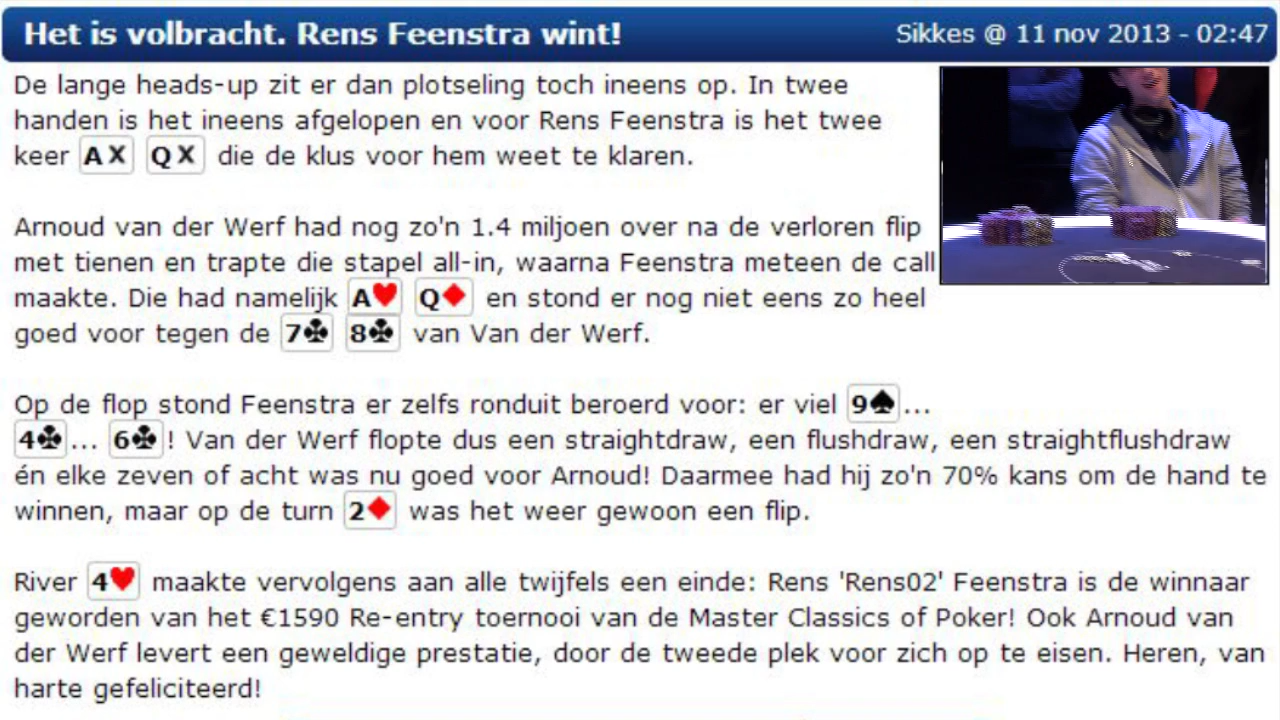 Het is volbracht. Rens Feenstra wint!
Sikkes @ 11 nov 2013 - 02:47
De lange heads-up zit er dan plotseling toch ineens op. In twee
handen is het ineens afgelopen en voor Rens Feenstra is het twee
keer A X Q X die de klus voor hem weet te klaren.
Arnoud van der Werf had nog zo'n 1.4 miljoen over na de verloren flip
met tienen en trapte die stapel all-in, waarna Feenstra meteen de call
maakte. Die had namelijk A♥ Q♦ en stond er nog niet eens zo heel
goed voor tegen de 7♣ 8♣ van Van der Werf.
Op de flop stond Feenstra er zelfs ronduit beroerd voor: er viel 9♠...
4♣... 6♣! Van der Werf flopte dus een straightdraw, een flushdraw, een straightflushdraw
én elke zeven of acht was nu goed voor Arnoud! Daarmee had hij zo'n 70% kans om de hand te
winnen, maar op de turn 2♦ was het weer gewoon een flip.
River 4♥ maakte vervolgens aan alle twijfels een einde: Rens 'Rens02' Feenstra is de winnaar
geworden van het €1590 Re-entry toernooi van de Master Classics of Poker! Ook Arnoud van
der Werf levert een geweldige prestatie, door de tweede plek voor zich op te eisen. Heren, van
harte gefeliciteerd!